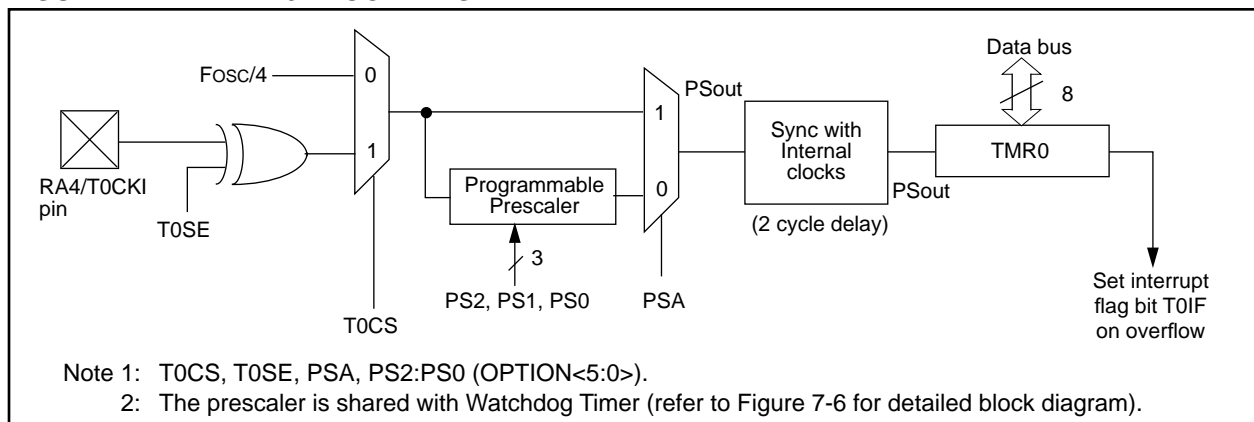 Data bus
FOSC/4
0
PSout
8
1
Sync with
Internal
clocks
TMR0
1
RA4/T0CKI
pin
Programmable
Prescaler
0
PSout
T0SE
(2 cycle delay)
3
PS2, PS1, PS0
PSA
Set interrupt
flag bit T0IF
on overflow
T0CS
Note 1: T0CS, T0SE, PSA, PS2:PS0 (OPTION<5:0>).
2: The prescaler is shared with Watchdog Timer (refer to Figure 7-6 for detailed block diagram).